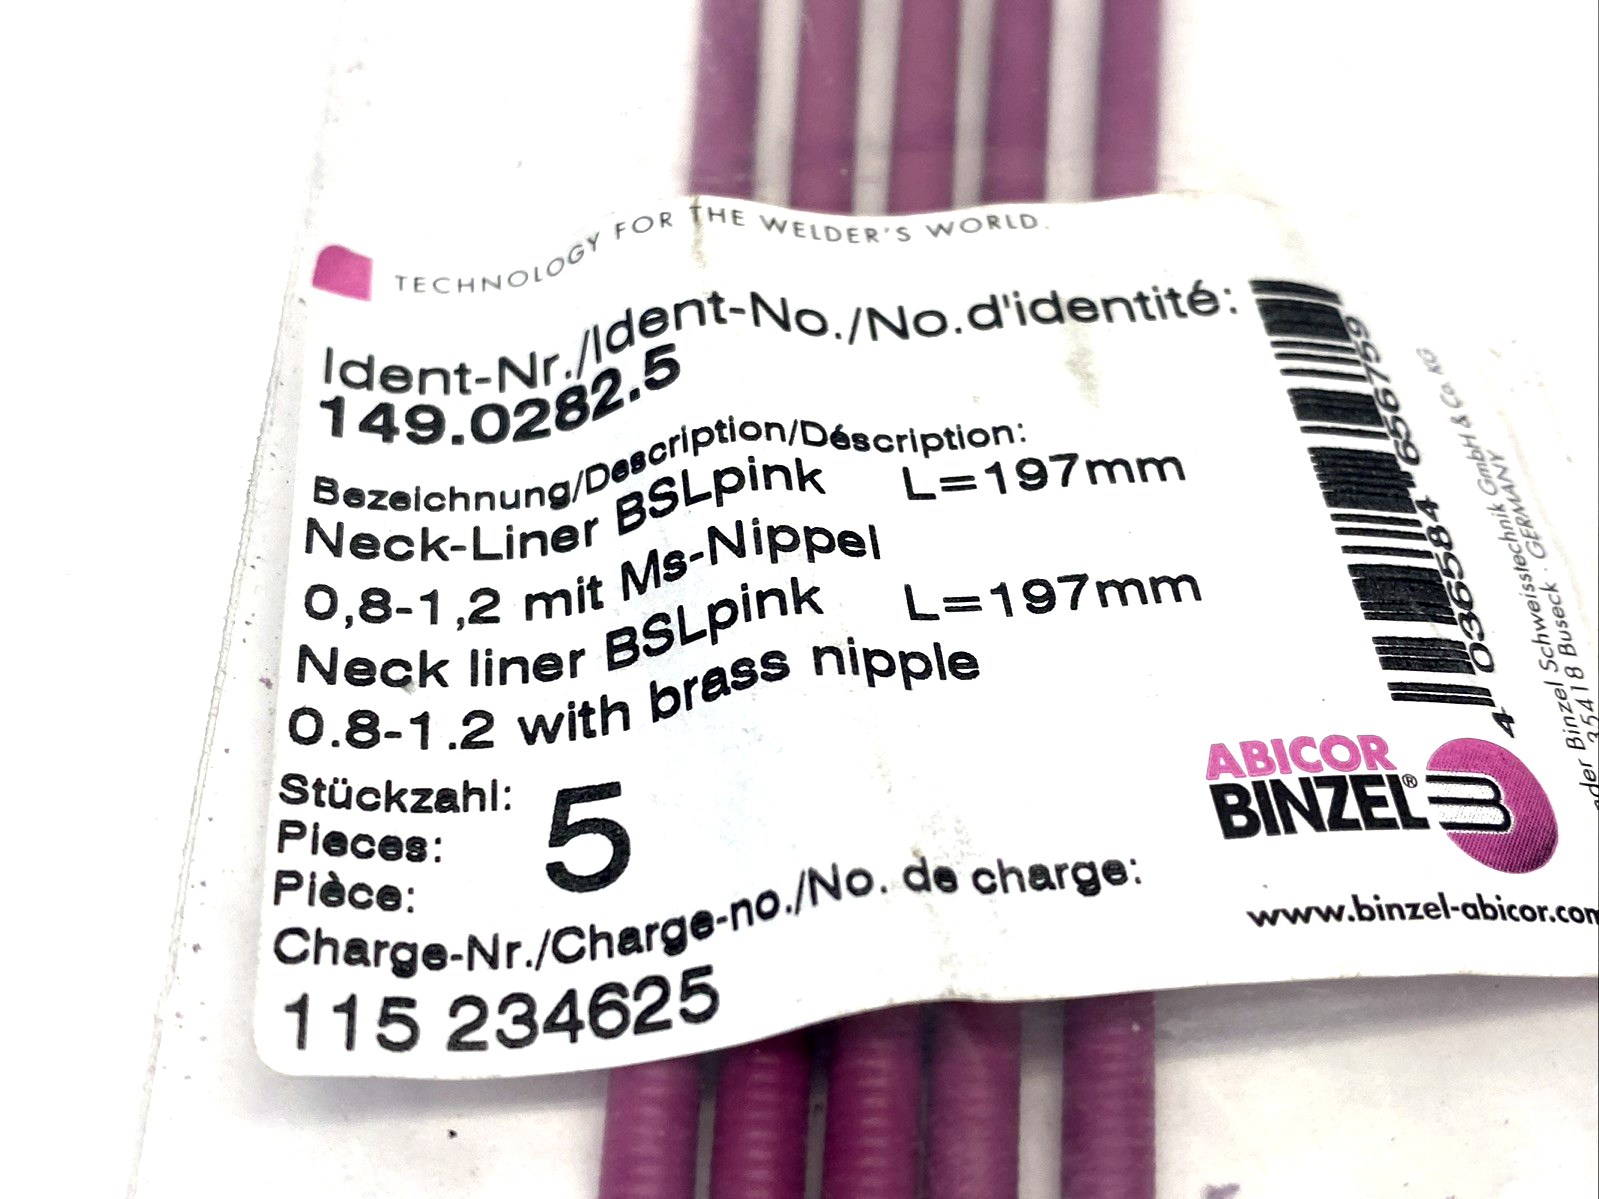 TECHNOLOGY FOR THE WELDER'S WORLD.
Ident-Nr./Ident-No./No.d'identité:
149.0282.5
Bezeichnung/Description/Déscription:
Neck-Liner BSLpink L=197mm
0,8-1,2 mit Ms-Nippel
Neck liner BSLpink L=197mm
0.8-1.2 with brass nipple
Stückzahl:
Pieces: 5
Pièce:
Charge-Nr./Charge-no./No. de charge:
115 234625
4 036584 656759
Binzel Schweisstechnik GmbH & Co. KG
35418 Buseck . GERMANY
ABICOR
BINZEL®
www.binzel-abicor.com